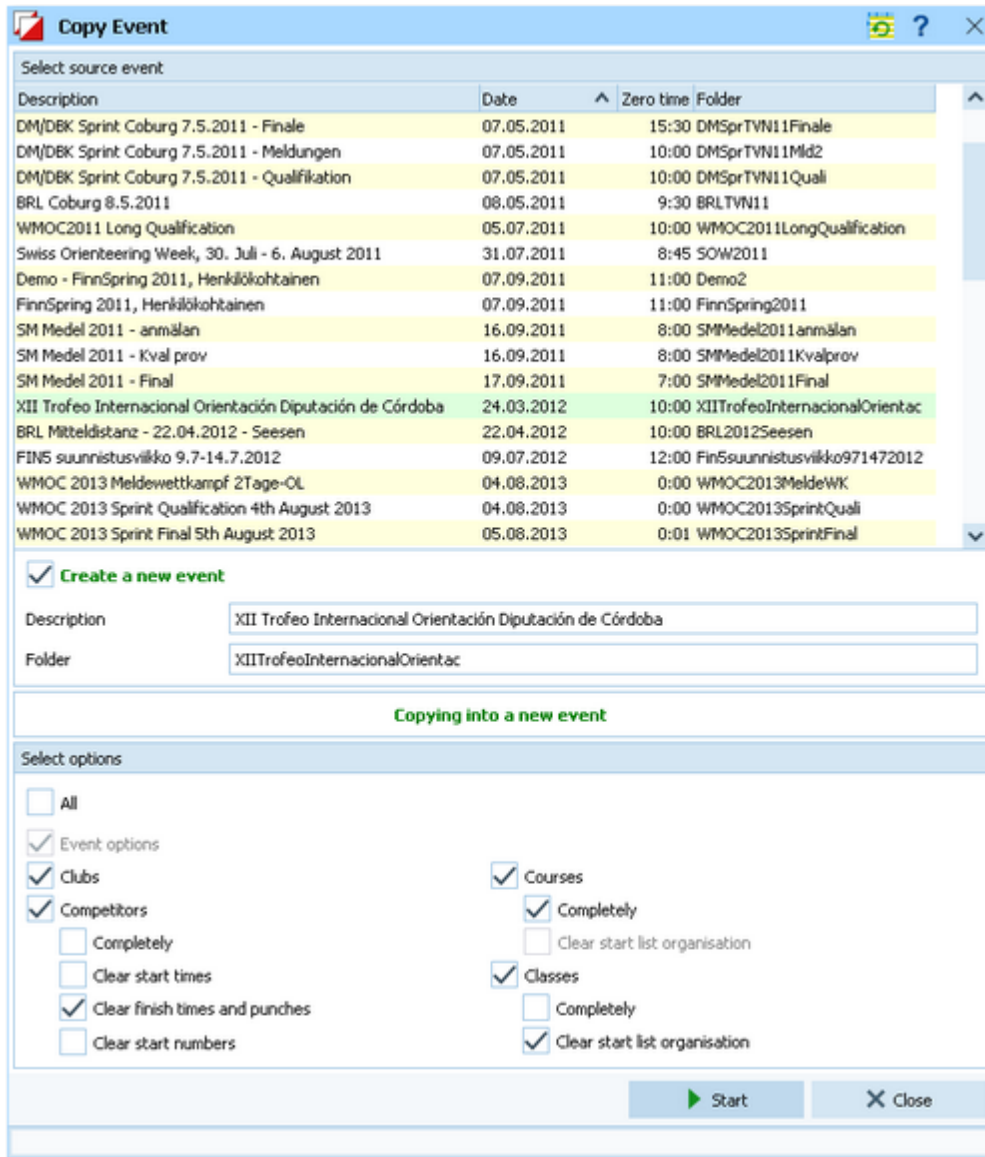 Copy Event
?
Select source event
Description Date Zero time Folder
DM/DBK Sprint Coburg 7.5.2011 - Finale 07.05.2011 15:30 DMSprTVN11Finale
DM/DBK Sprint Coburg 7.5.2011 - Meldungen 07.05.2011 10:00 DMSprTVN11Mld2
DM/DBK Sprint Coburg 7.5.2011 - Qualifikation 07.05.2011 10:00 DMSprTVN11Quali
BRL Coburg 8.5.2011 08.05.2011 9:30 BRLTVN11
WMOC2011 Long Qualification 05.07.2011 10:00 WMOC2011LongQualification
Swiss Orienteering Week, 30. Juli - 6. August 2011 31.07.2011 8:45 SOW2011
Demo - FinnSpring 2011, Henkilökohtainen 07.09.2011 11:00 Demo2
FinnSpring 2011, Henkilökohtainen 07.09.2011 11:00 FinnSpring2011
SM Medel 2011 - anmälan 16.09.2011 8:00 SMMedel2011anmälan
SM Medel 2011 - Kval prov 16.09.2011 8:00 SMMedel2011Kvalprov
SM Medel 2011 - Final 17.09.2011 7:00 SMMedel2011Final
XII Trofeo Internacional Orientación Diputación de Córdoba 24.03.2012 10:00 XIITrofeoInternacionalOrientac
BRL Mitteldistanz - 22.04.2012 - Seesen 22.04.2012 10:00 BRL2012Seesen
FIN5 suunnistusviikko 9.7-14.7.2012 09.07.2012 12:00 Fin5suunnistusviikko971472012
WMOC 2013 Meldewettkampf 2Tage-OL 04.08.2013 0:00 WMOC2013MeldeWK
WMOC 2013 Sprint Qualification 4th August 2013 04.08.2013 0:00 WMOC2013SprintQuali
WMOC 2013 Sprint Final 5th August 2013 05.08.2013 0:01 WMOC2013SprintFinal
Create a new event
Description XII Trofeo Internacional Orientación Diputación de Córdoba
Folder XIITrofeoInternacionalOrientac
Copying into a new event
Select options
All
Event options
Clubs Courses
Competitors Completely
Completely Clear start list organisation
Clear start times Classes
Clear finish times and punches Completely
Clear start numbers Clear start list organisation
Start Close